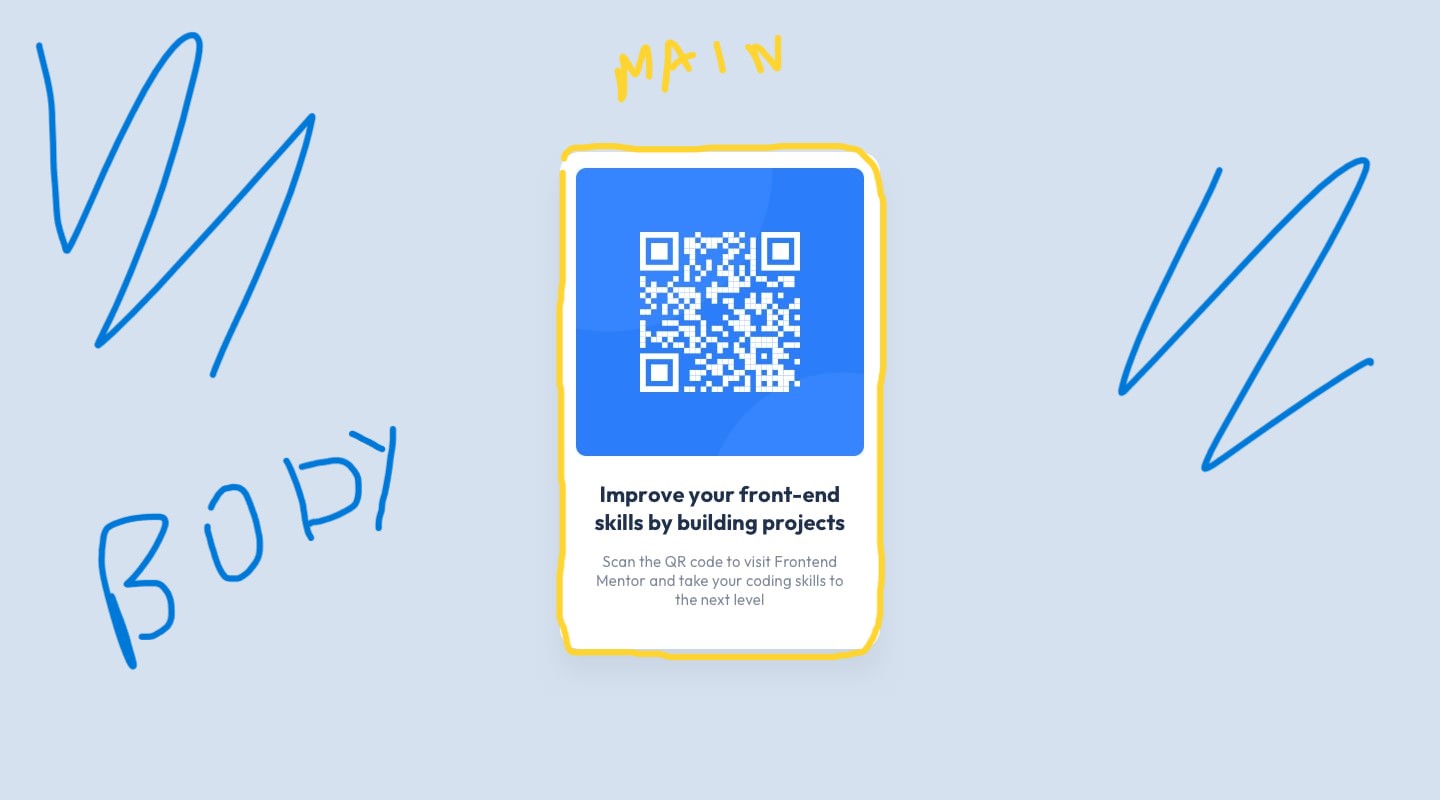 MAIN
Improve your front-end
skills by building projects
Scan the QR code to visit Frontend
Mentor and take your coding skills to
the next level
BODY